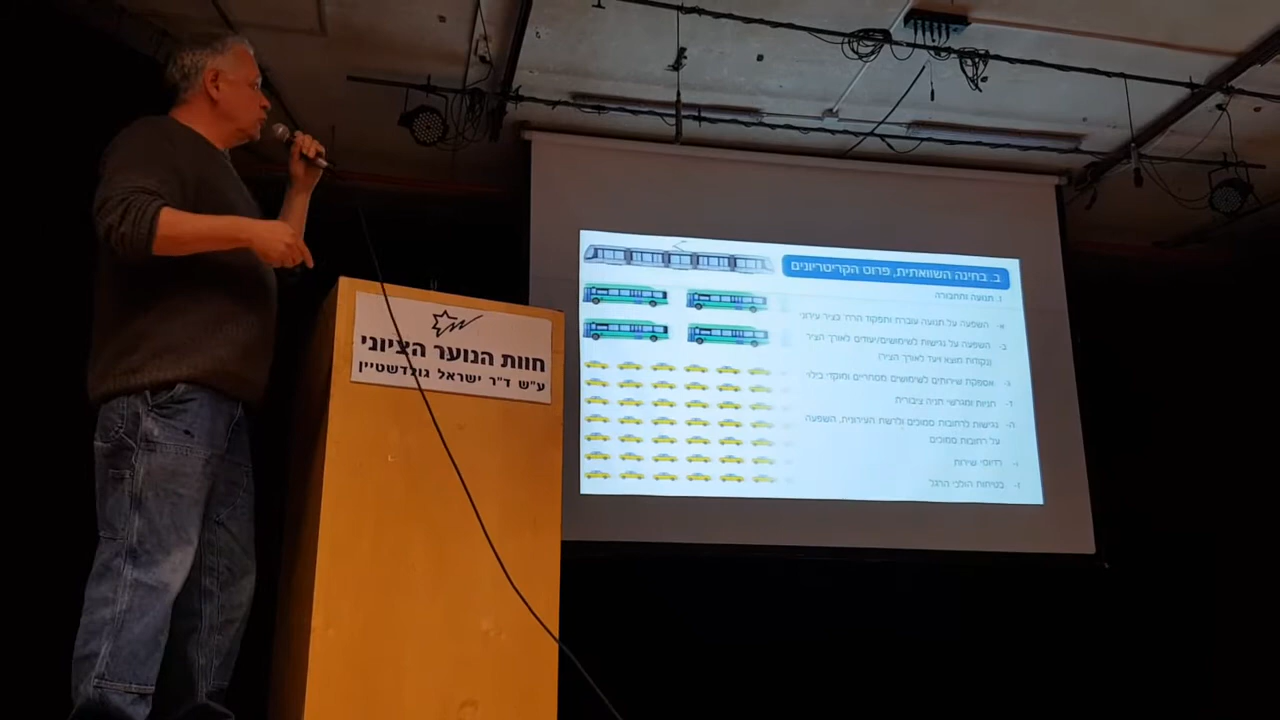 חוות הנוער הציוני
ע״ש ד״ר ישראל גולדשטיין
ב. בחינה השוואתית, פרוט הקריטריונים
1. תנועה ותחבורה
א- השפעה על תנועה עוברת ותפקוד הרח' בציר עירוני
ב- השפעה על נגישות לשימושים/יעודים לאורך הציר
(נקודות מוצא ויעד לאורך הציר)
ג- אספקת שירותים לשימושים מסחריים ומוקדי בילוי
ד- חניות ומגרשי חניה ציבורית
ה- נגישות לרחובות סמוכים ולרשת העירונית, השפעה
על רחובות סמוכים
ו- רדיוסי שירות
ז- בטיחות הולכי הרגל